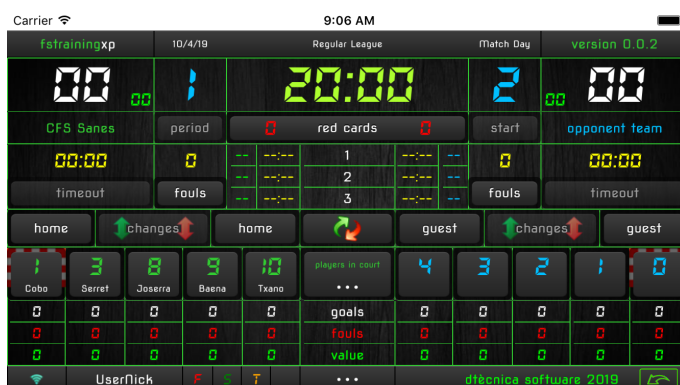 Carrier 9:06 AM
fstrainingxp 10/4/19 Regular League Match Day version 0.0.2
00 00 1 20:00 2 00 00
CFS Sanes period 0 red cards 0 start opponent team
00:00 0 -- --:-- 1 --:-- -- 0 00:00
-- --:-- 2 --:-- --
timeout fouls -- --:-- 3 --:-- -- fouls timeout
home changes home guest changes guest
1 3 8 9 10 players in court 4 3 2 1 0
Cobo Serret Joserra Baena Txano ...
0 0 0 0 0 goals 0 0 0 0 0
0 0 0 0 0 fouls 0 0 0 0 0
0 0 0 0 0 value 0 0 0 0 0
UserNick F S T ... dtècnica software 2019